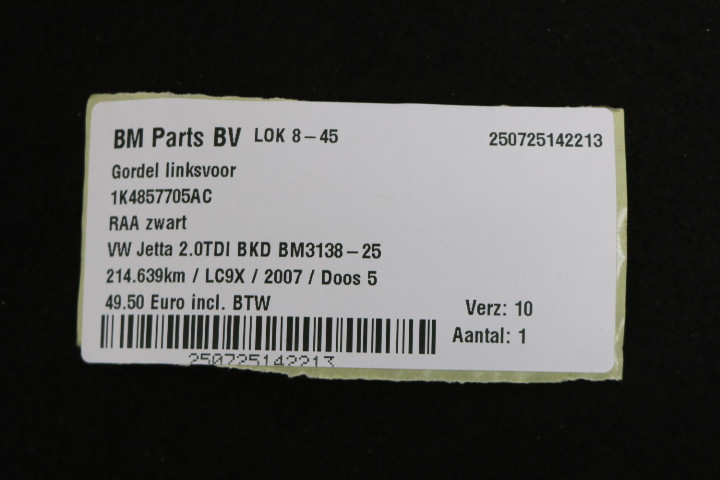 BM Parts BV LOK 8-45 250725142213
Gordel linksvoor
1K4857705AC
RAA zwart
VW Jetta 2.0TDI BKD BM3138-25
214.639km / LC9X / 2007 / Doos 5
49.50 Euro incl. BTW Verz: 10
Aantal: 1
250725142213